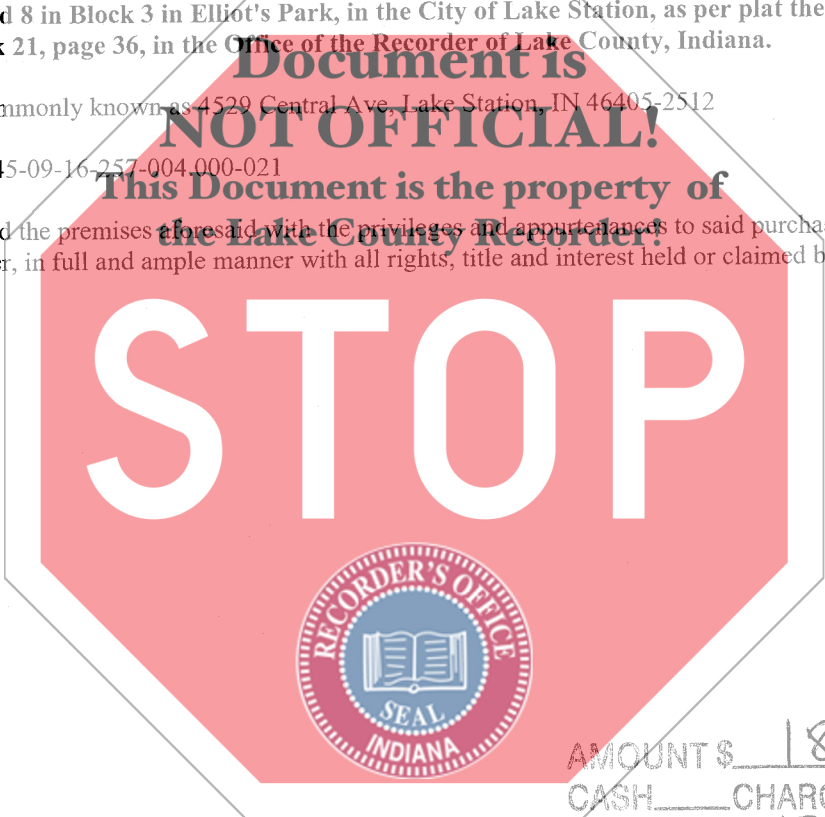 d 8 in Block 3 in Elliot's Park, in the City of Lake Station, as per plat the
21, page 36, in the Office of the Recorder of Lake County, Indiana.
Document is
mmonly known as 4529 Central Ave, Lake Station, IN 46405-2512
NOT OFFICIAL!
45-09-16-257-004.000-021
This Document is the property of
d the premises aforesaid with the privileges and appurtenances to said purcha
the Lake County Recorder!
r, in full and ample manner with all rights, title and interest held or claimed b
STOP
RECORDER'S OFFICE
SEAL
INDIANA
AMOUNT $ 18
CASH CHARG